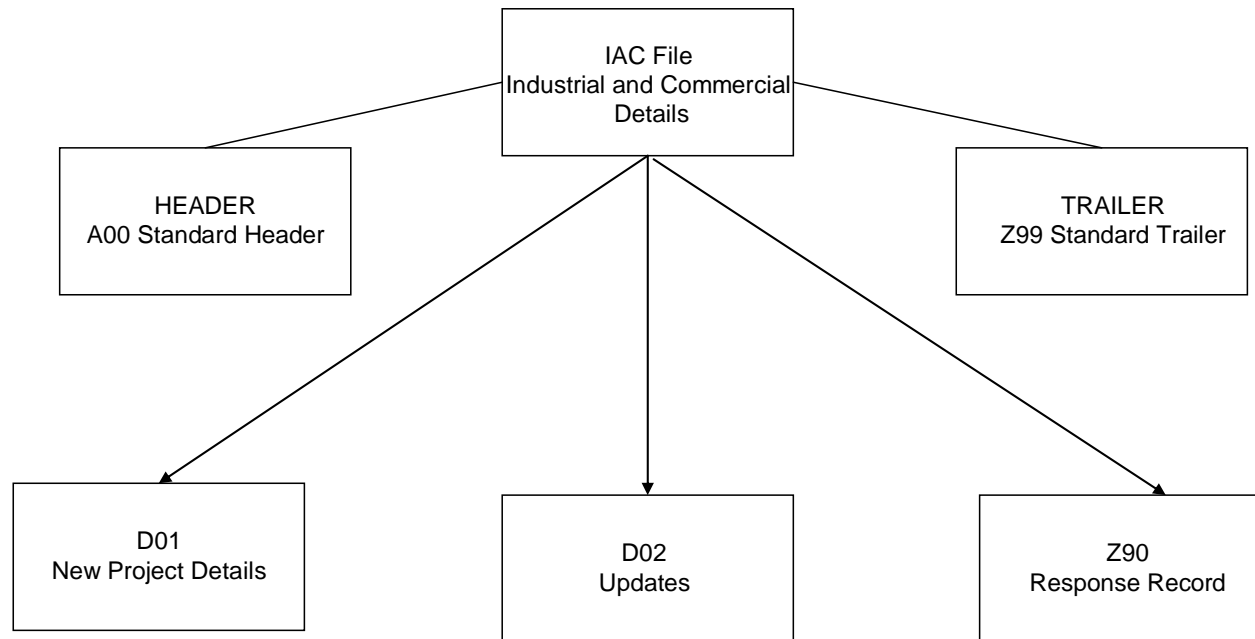 IAC File
Industrial and Commercial
Details
HEADER
A00 Standard Header
TRAILER
Z99 Standard Trailer
D01
New Project Details
D02
Updates
Z90
Response Record